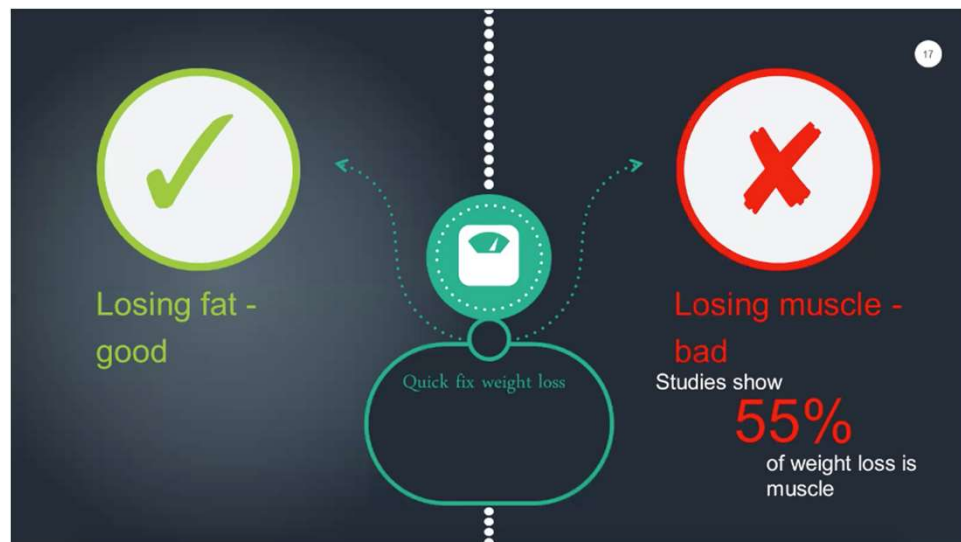 17
Losing fat -
good
Quick fix weight loss
Losing muscle -
bad
Studies show
55%
of weight loss is
muscle